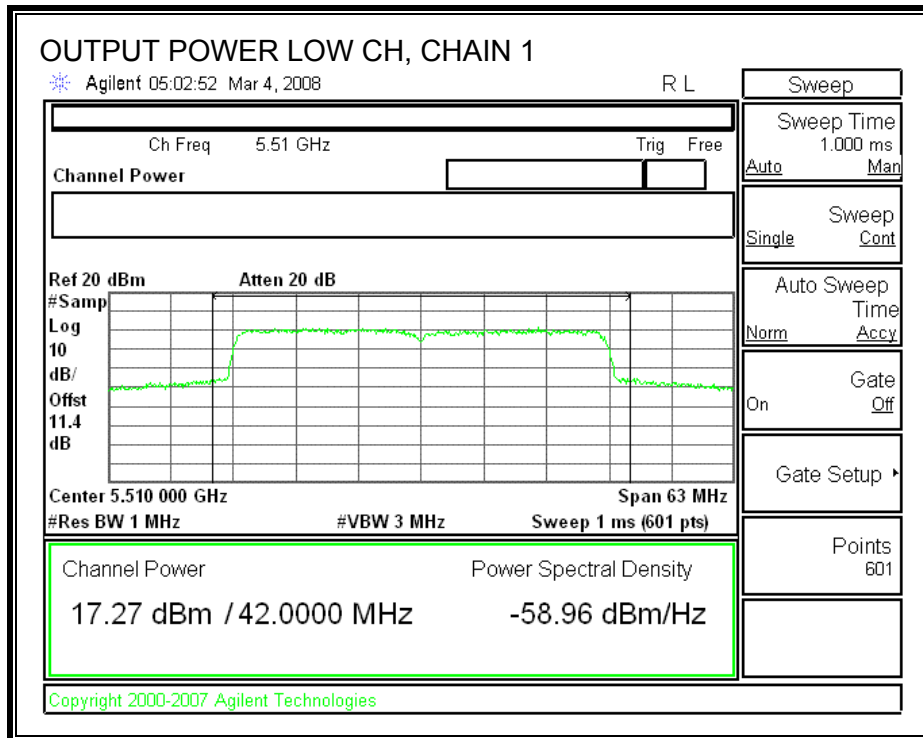 OUTPUT POWER LOW CH, CHAIN 1
Agilent 05:02:52 Mar 4, 2008 R L
Ch Freq 5.51 GHz Trig Free
Channel Power
Ref 20 dBm Atten 20 dB
#Samp
Log
10
dB/
Offst
11.4
dB
Center 5.510 000 GHz Span 63 MHz
#Res BW 1 MHz #VBW 3 MHz Sweep 1 ms (601 pts)
Channel Power Power Spectral Density
17.27 dBm / 42.0000 MHz -58.96 dBm/Hz
Copyright 2000-2007 Agilent Technologies
Sweep
Sweep Time
1.000 ms
Auto Man
Sweep
Single Cont
Auto Sweep
Time
Norm Accy
Gate
On Off
Gate Setup
Points
601